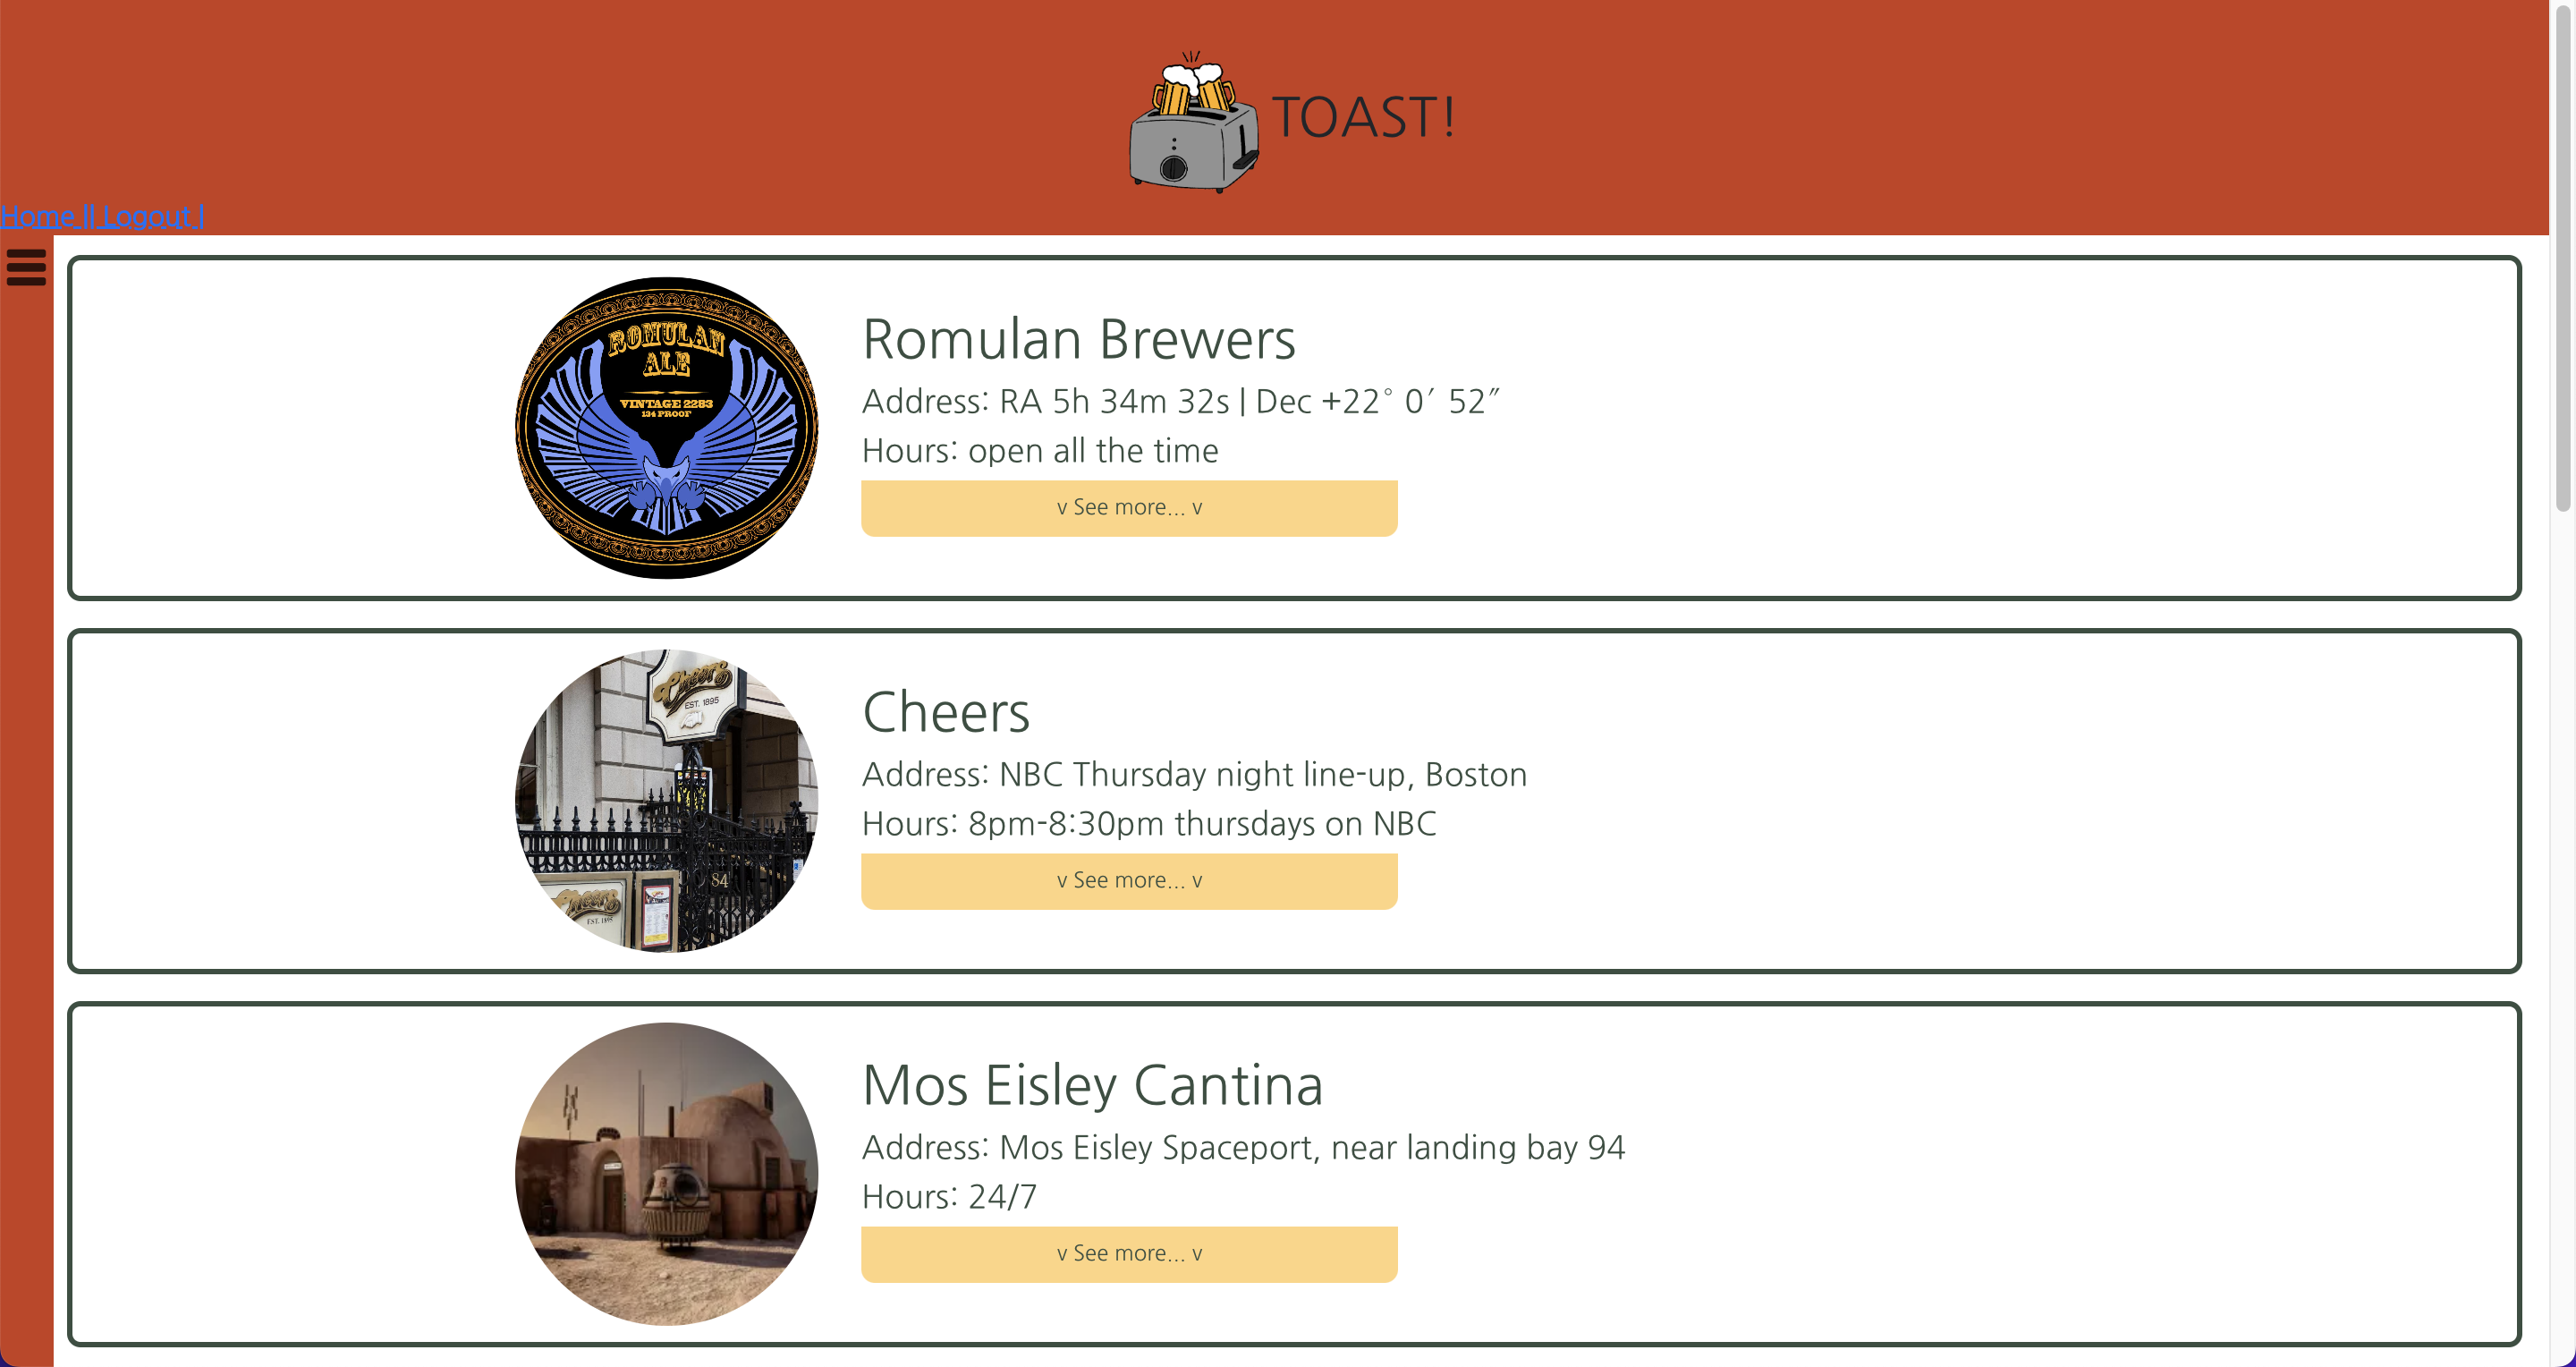 TOAST!
Home || Logout |
ROMULAN
ALE
VINTAGE 2283
134 PROOF
Romulan Brewers
Address: RA 5h 34m 32s | Dec +22° 0′ 52″
Hours: open all the time
v See more... v
Cheers
EST. 1895
84
Cheers
EST. 1895
Cheers
Address: NBC Thursday night line-up, Boston
Hours: 8pm-8:30pm thursdays on NBC
v See more... v
Mos Eisley Cantina
Address: Mos Eisley Spaceport, near landing bay 94
Hours: 24/7
v See more... v